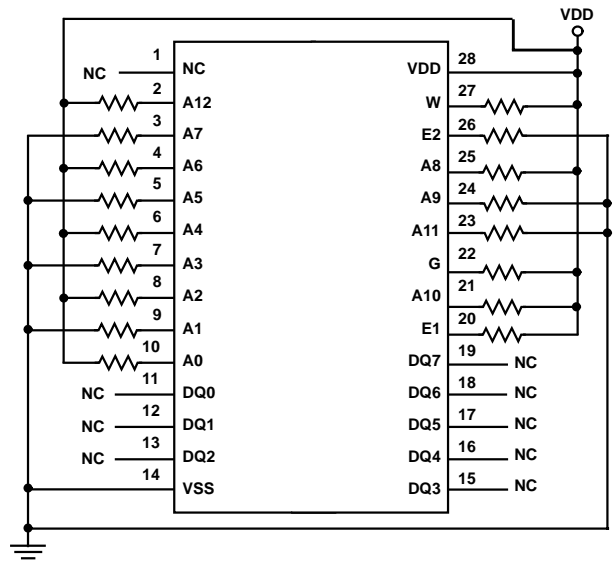 VDD
NC 1 NC
2 A12
3 A7
4 A6
5 A5
6 A4
7 A3
8 A2
9 A1
10 A0
NC 11 DQ0
NC 12 DQ1
NC 13 DQ2
14 VSS
VDD 28
W 27
E2 26
A8 25
A9 24
A11 23
G 22
A10 21
E1 20
DQ7 19 NC
DQ6 18 NC
DQ5 17 NC
DQ4 16 NC
DQ3 15 NC